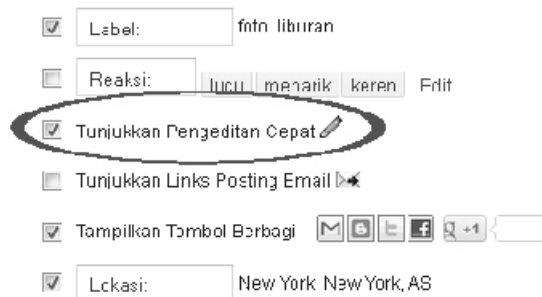 Label: foto liburan
Reaksi: lucu menarik keren Edit
Tunjukkan Pengeditan Cepat
Tunjukkan Links Posting Email
Tampilkan Tombol Berbagi +1
Lokasi: New York, New York, AS